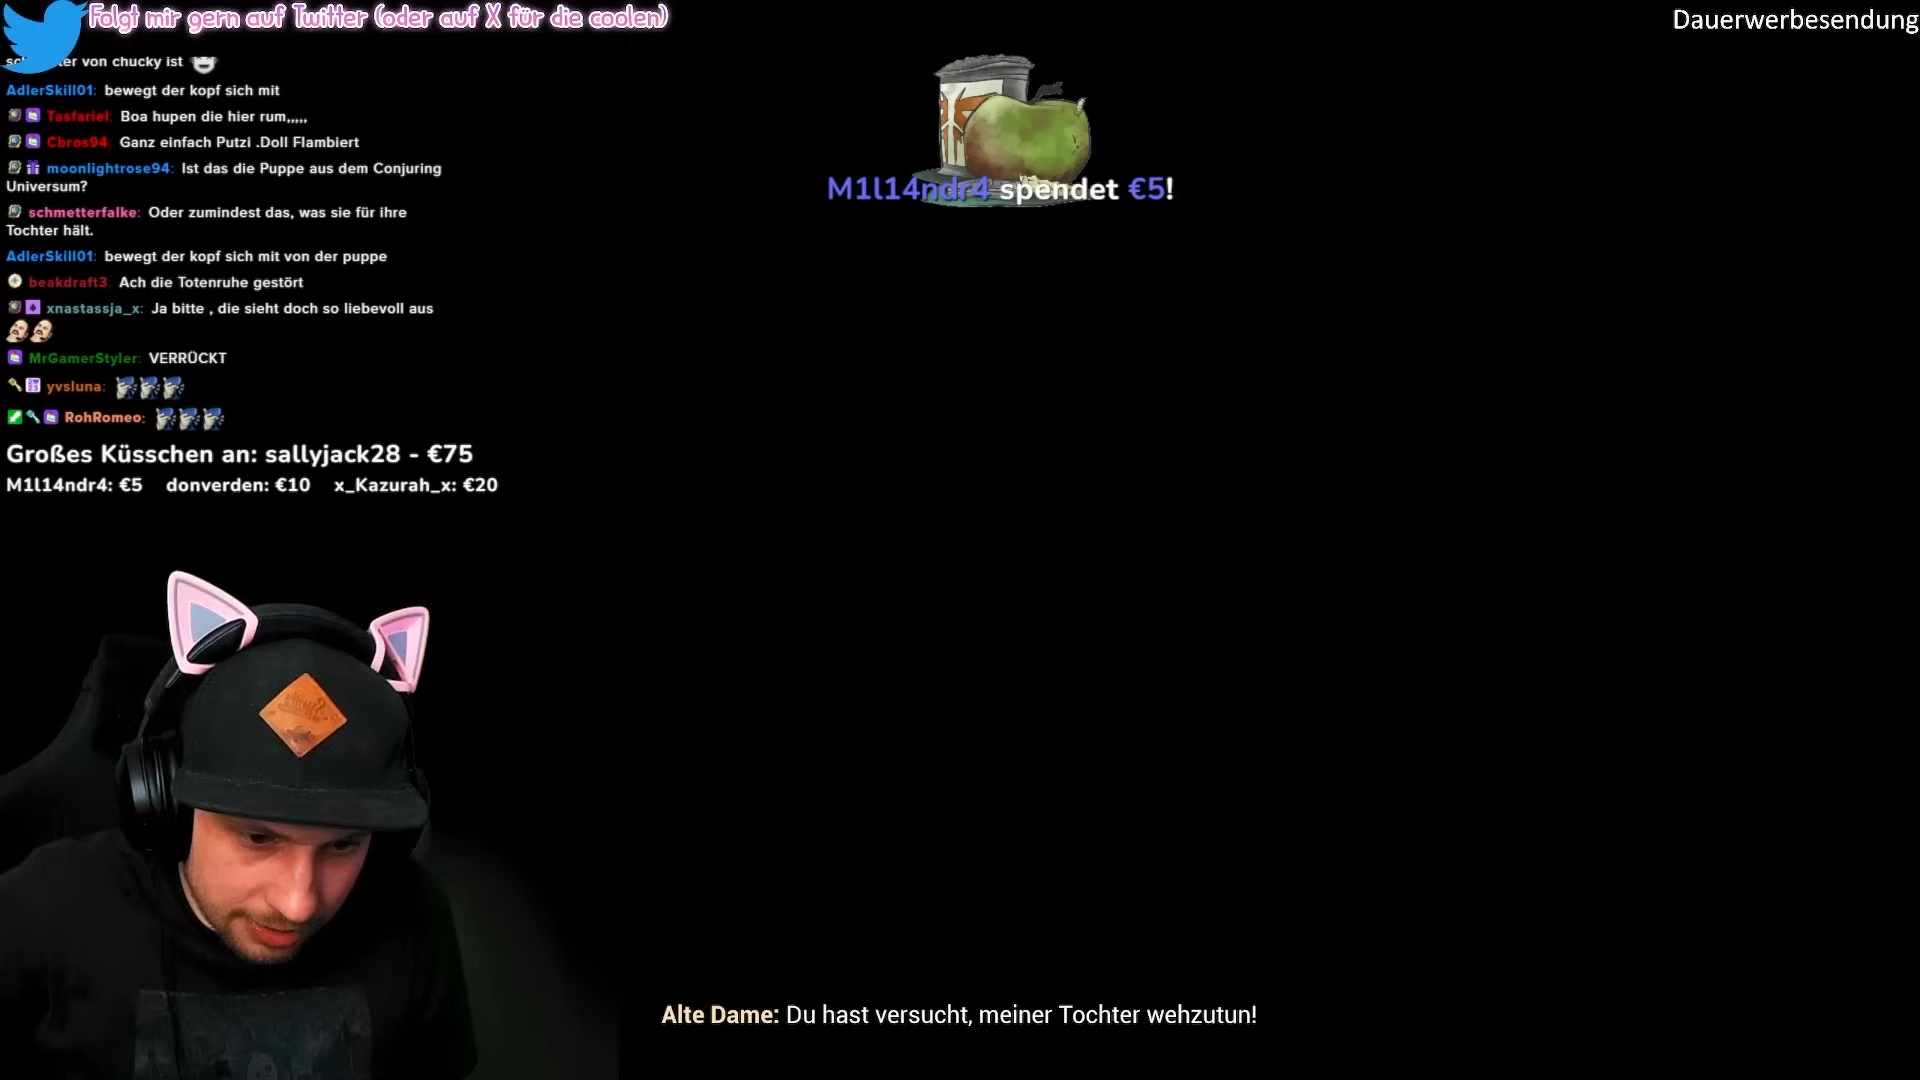 Folgt mir gern auf Twitter (oder auf X für die coolen)
Dauerwerbesendung
ter von chucky ist
AdlerSkill01: bewegt der kopf sich mit
Tasfariel: Boa hupen die hier rum,,,,,
Cbros94: Ganz einfach Putzi .Doll Flambiert
moonlightrose94: Ist das die Puppe aus dem Conjuring
Universum?
schmetterfalke: Oder zumindest das, was sie für ihre
Tochter hält.
AdlerSkill01: bewegt der kopf sich mit von der puppe
beakdraft3: Ach die Totenruhe gestört
xnastassja_x: Ja bitte , die sieht doch so liebevoll aus
MrGamerStyler: VERRÜCKT
yvsluna:
RohRomeo:
Großes Küsschen an: sallyjack28 - €75
M1l14ndr4: €5 donverden: €10 x_Kazurah_x: €20
M1l14ndr4 spendet €5!
Alte Dame: Du hast versucht, meiner Tochter wehzutun!